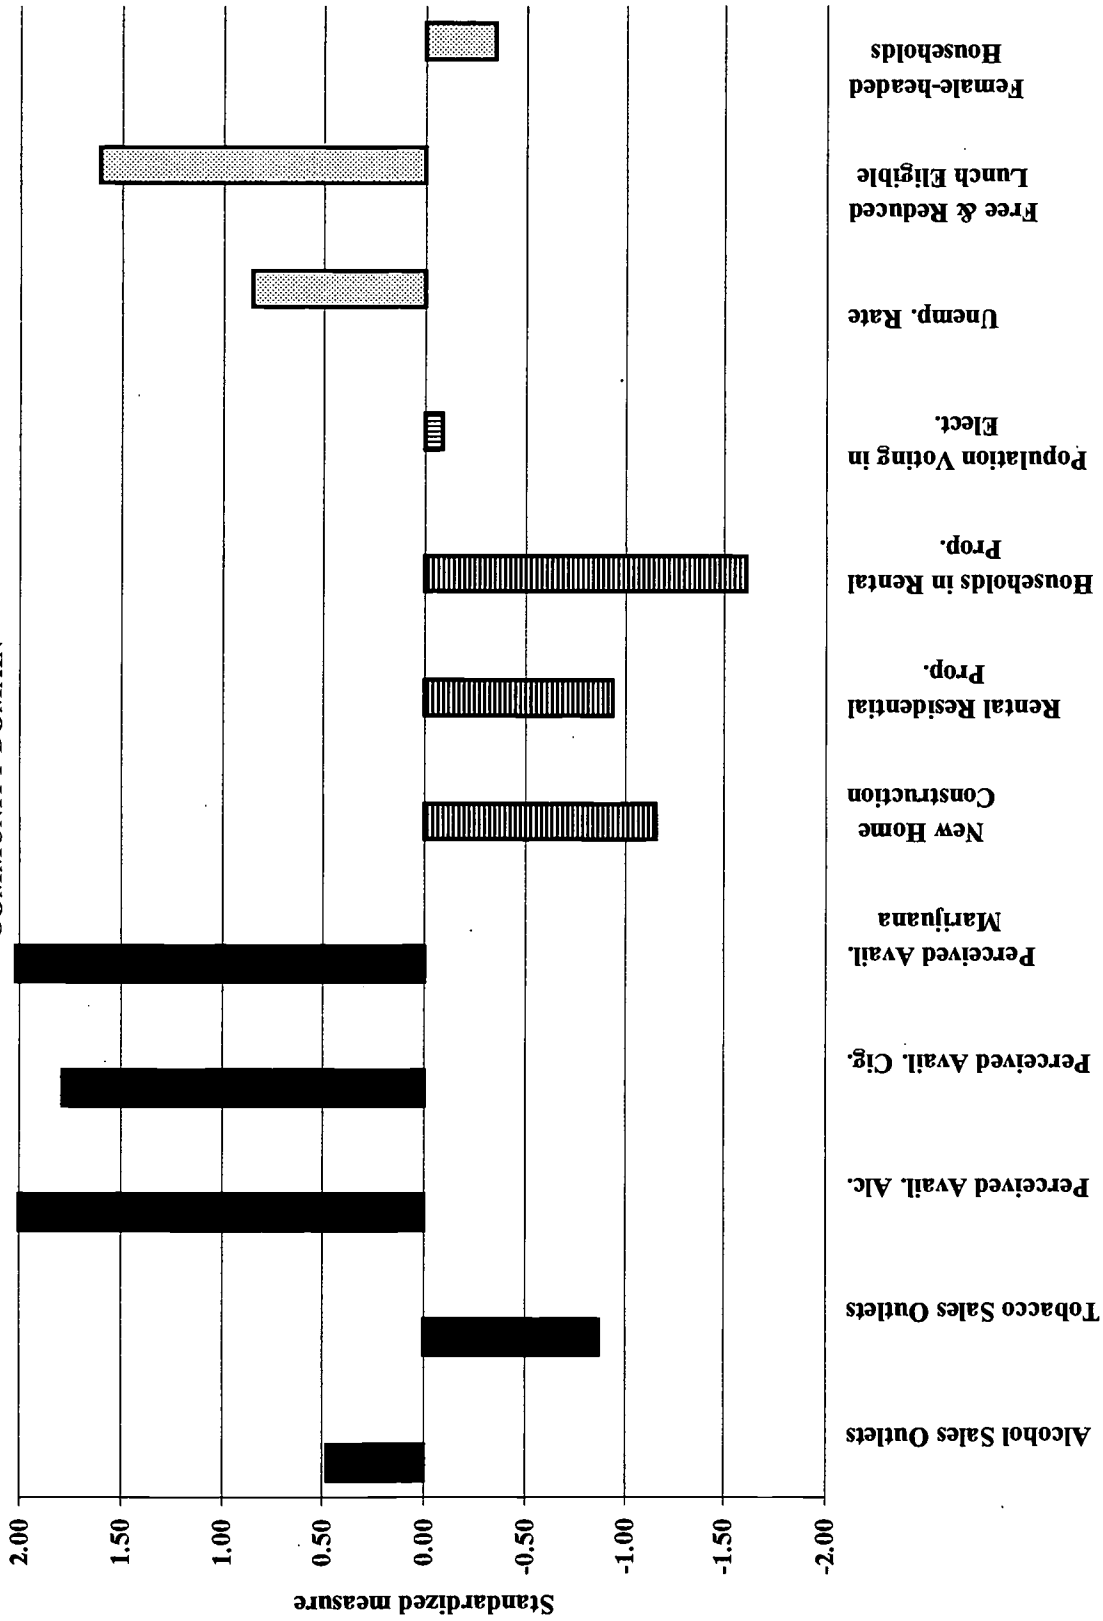 COMMUNITY DOMAIN
2.00
1.50
1.00
0.50
0.00
-0.50
-1.00
-1.50
-2.00
Standardized measure
Alcohol Sales Outlets
Tobacco Sales Outlets
Perceived Avail. Alc.
Perceived Avail. Cig.
Perceived Avail.
Marijuana
New Home
Construction
Rental Residential
Prop.
Households in Rental
Prop.
Population Voting in
Elect.
Unemp. Rate
Free & Reduced
Lunch Eligible
Female-headed
Households